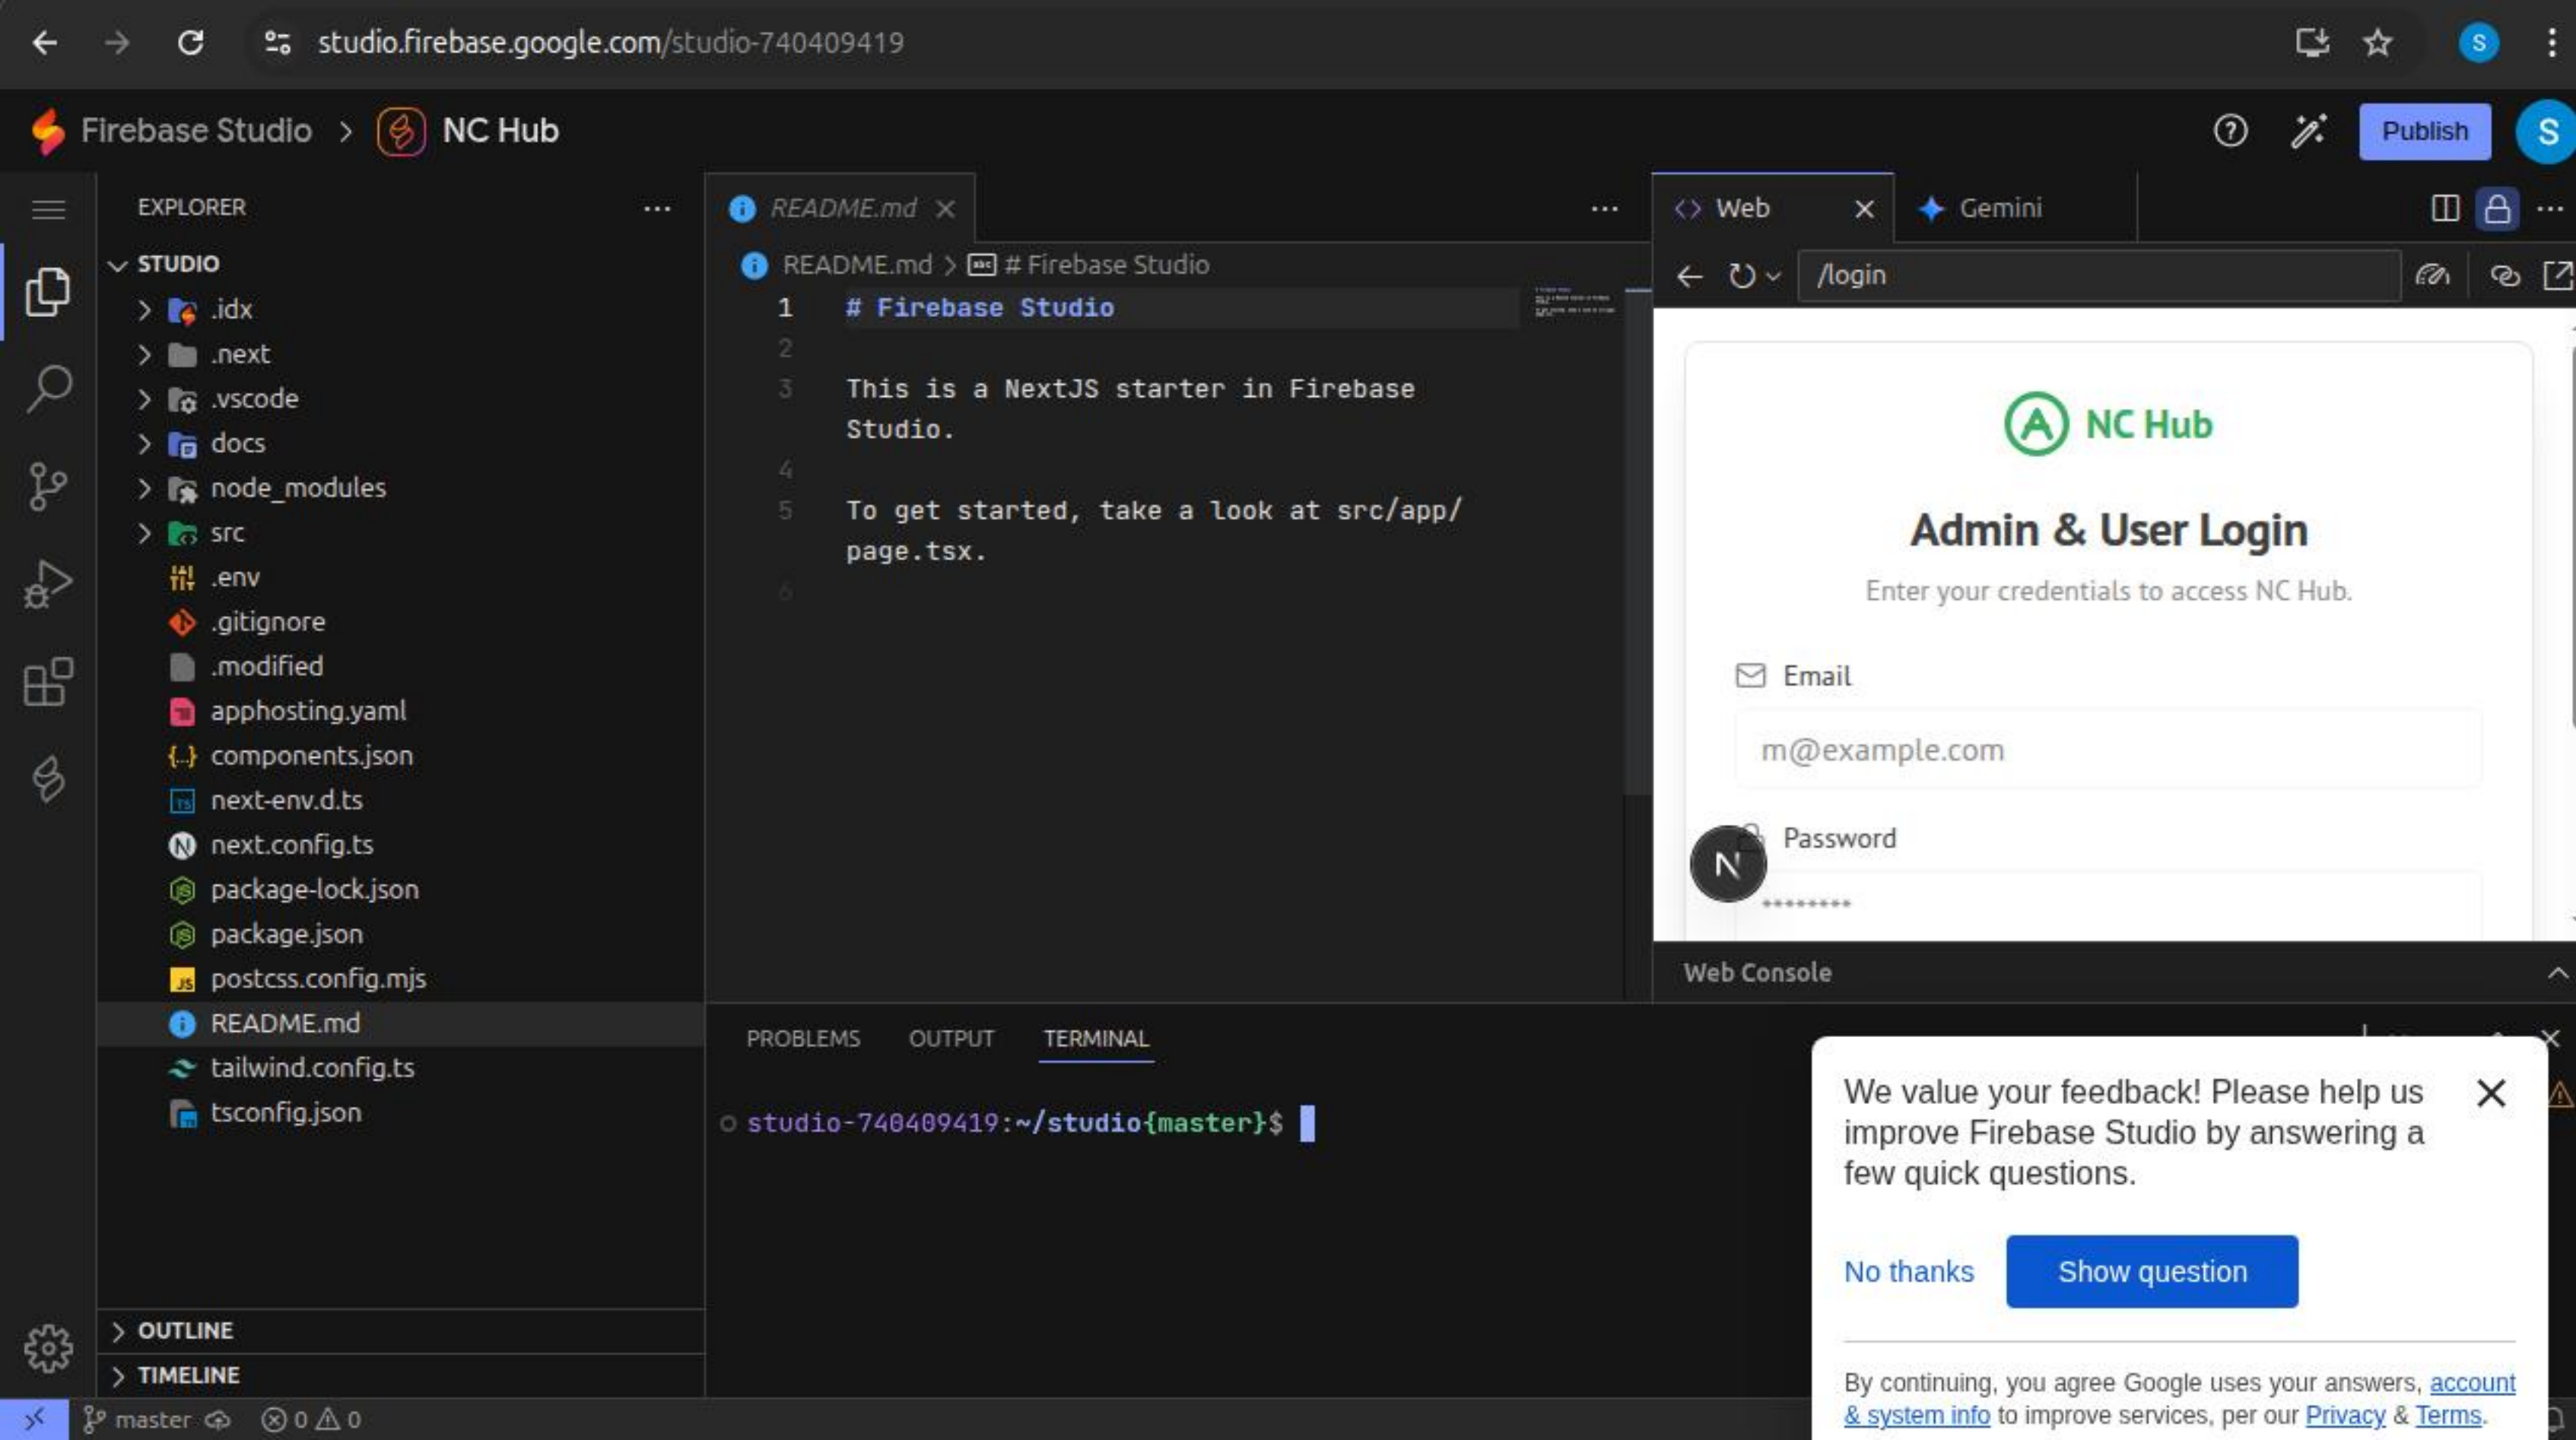 studio.firebase.google.com/studio-740409419
S
Firebase Studio > NC Hub
Publish
S
EXPLORER
STUDIO
.idx
.next
.vscode
docs
node_modules
src
.env
.gitignore
.modified
apphosting.yaml
components.json
next-env.d.ts
next.config.ts
package-lock.json
package.json
postcss.config.mjs
README.md
tailwind.config.ts
tsconfig.json
OUTLINE
TIMELINE
README.md
README.md > # Firebase Studio
1 # Firebase Studio
2
3 This is a NextJS starter in Firebase
Studio.
4
5 To get started, take a look at src/app/
page.tsx.
6
Web
Gemini
/login
NC Hub
Admin & User Login
Enter your credentials to access NC Hub.
Email
m@example.com
Password
********
N
Web Console
PROBLEMS OUTPUT TERMINAL
studio-740409419:~/studio{master}$
We value your feedback! Please help us
improve Firebase Studio by answering a
few quick questions.
No thanks
Show question
By continuing, you agree Google uses your answers, account
& system info to improve services, per our Privacy & Terms.
master 0 0